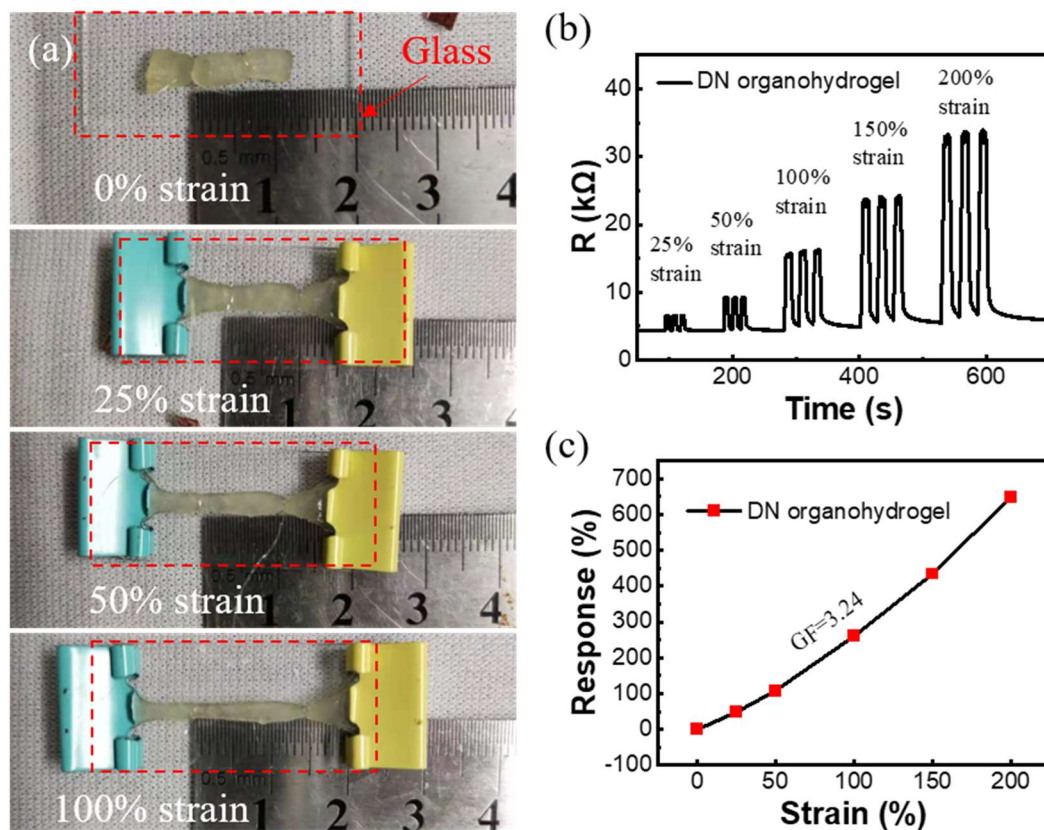 (a)
Glass
0.5 mm
1 2 3 4
0% strain
0.5 mm
1 2 3 4
25% strain
0.5 mm
1 2 3 4
50% strain
0.5 mm
1 2 3 4
100% strain
(b)
DN organohydrogel
200%
strain
150%
strain
100%
strain
50%
strain
25%
strain
R (kΩ)
40
30
20
10
0
200 400 600
Time (s)
(c)
DN organohydrogel
GF=3.24
Response (%)
700
600
500
400
300
200
100
0
-100
0 50 100 150 200
Strain (%)